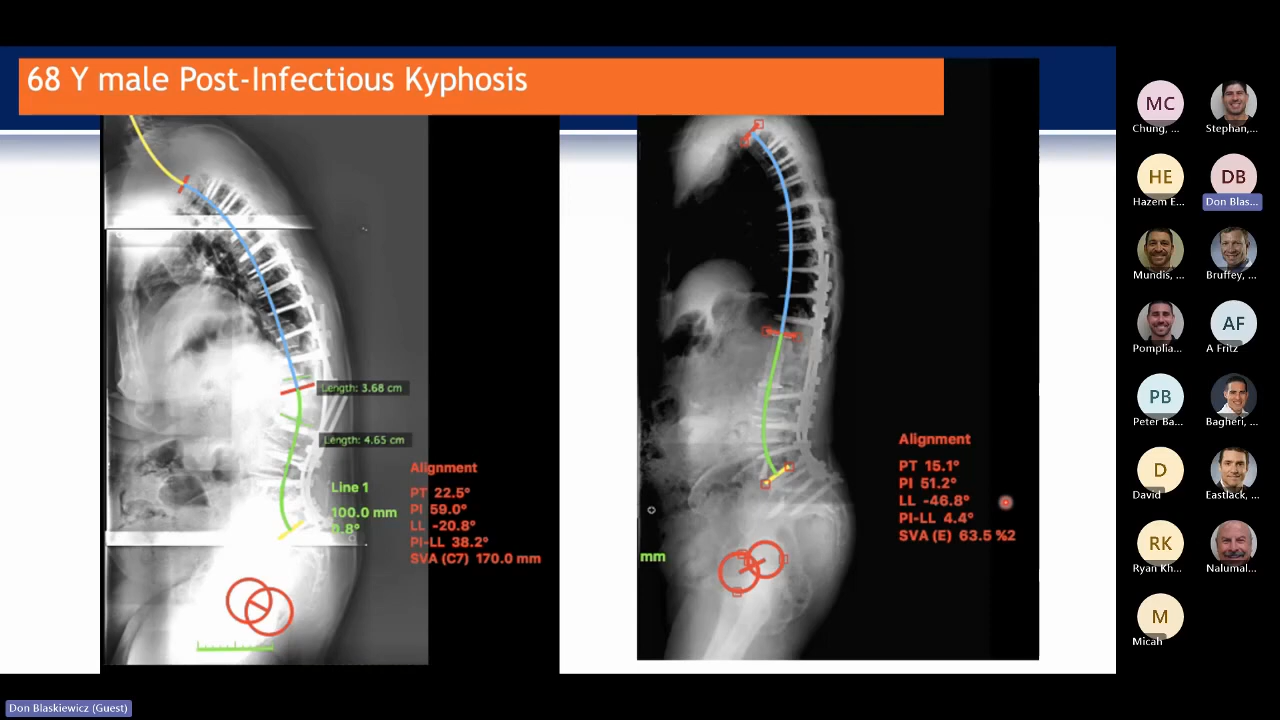 68 Y male Post-Infectious Kyphosis
Length: 3.68 cm
Length: 4.65 cm
Line 1
100.0 mm
0.8°
Alignment
PT 22.5°
PI 59.0°
LL -20.8°
PI-LL 38.2°
SVA (C7) 170.0 mm
mm
Alignment
PT 15.1°
PI 51.2°
LL -46.8°
PI-LL 4.4°
SVA (E) 63.5 %2
MC
Chung, ...
Stephan,...
HE
Hazem E...
DB
Don Blas...
Mundis, ...
Bruffey, ...
Pomplia...
AF
A Fritz
PB
Peter Ba...
Bagheri, ...
D
David
Eastlack, ...
RK
Ryan Kh...
Nalumal...
M
Micah
Don Blaskiewicz (Guest)